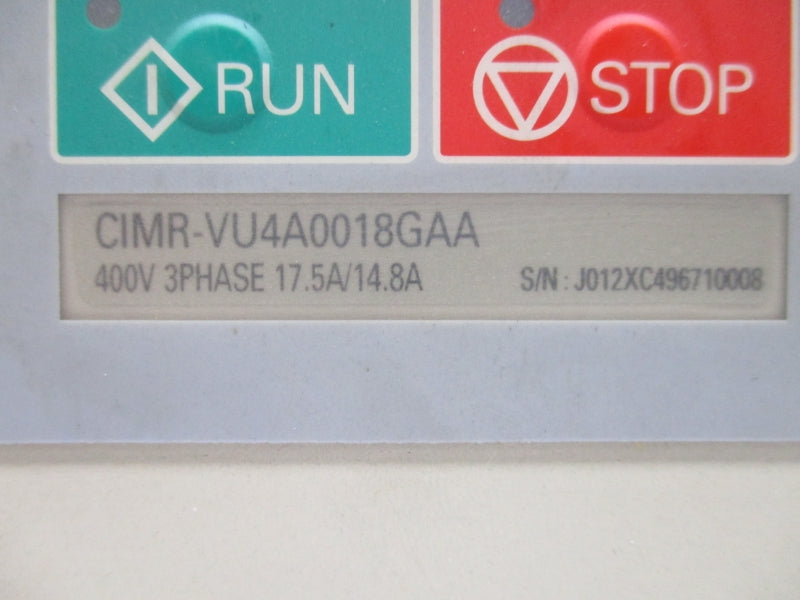 RUN
STOP
CIMR-VU4A0018GAA
400V 3PHASE 17.5A/14.8A
S/N : J012XC496710008